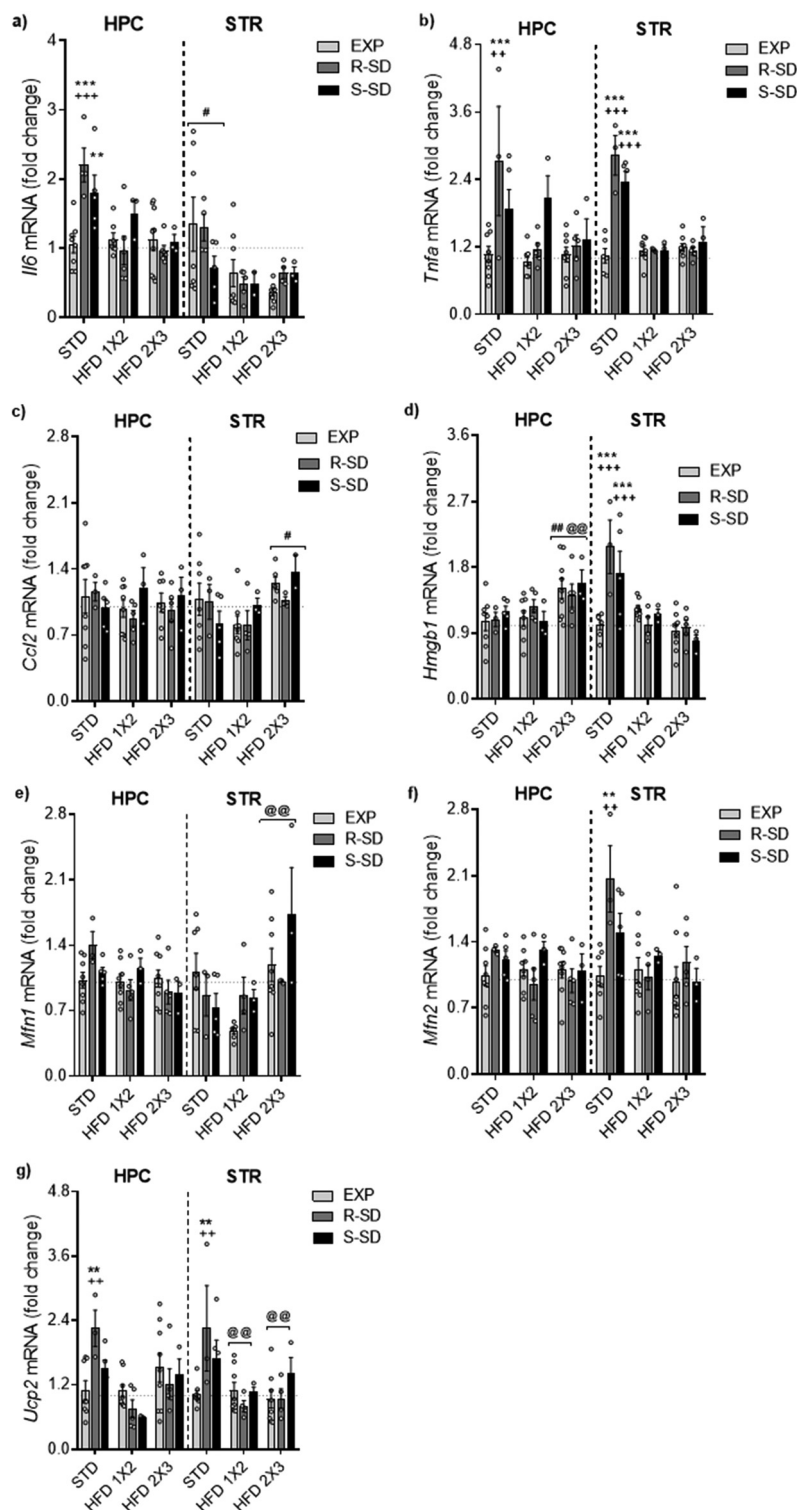 a)
HPC STR
EXP
R-SD
S-SD
Il6 mRNA (fold change)
4
3
2
1
0
***
+++
**
#
STD
HFD 1X2
HFD 2X3
STD
HFD 1X2
HFD 2X3
b)
HPC STR
EXP
R-SD
S-SD
Tnfa mRNA (fold change)
4.8
3.6
2.4
1.2
0.0
***
++
***
+++
***
+++
STD
HFD 1X2
HFD 2X3
STD
HFD 1X2
HFD 2X3
c)
HPC STR
EXP
R-SD
S-SD
Ccl2 mRNA (fold change)
2.8
2.1
1.4
0.7
0.0
#
STD
HFD 1X2
HFD 2X3
STD
HFD 1X2
HFD 2X3
d)
HPC STR
EXP
R-SD
S-SD
Hmgb1 mRNA (fold change)
3.6
2.7
1.8
0.9
0.0
## @@
***
+++
***
+++
STD
HFD 1X2
HFD 2X3
STD
HFD 1X2
HFD 2X3
e)
HPC STR
EXP
R-SD
S-SD
Mfn1 mRNA (fold change)
2.8
2.1
1.4
0.7
0.0
@@
STD
HFD 1X2
HFD 2X3
STD
HFD 1X2
HFD 2X3
f)
HPC STR
EXP
R-SD
S-SD
Mfn2 mRNA (fold change)
2.8
2.1
1.4
0.7
0.0
**
++
STD
HFD 1X2
HFD 2X3
STD
HFD 1X2
HFD 2X3
g)
HPC STR
EXP
R-SD
S-SD
Ucp2 mRNA (fold change)
4.8
3.6
2.4
1.2
0.0
**
++
**
++
@@
@@
STD
HFD 1X2
HFD 2X3
STD
HFD 1X2
HFD 2X3